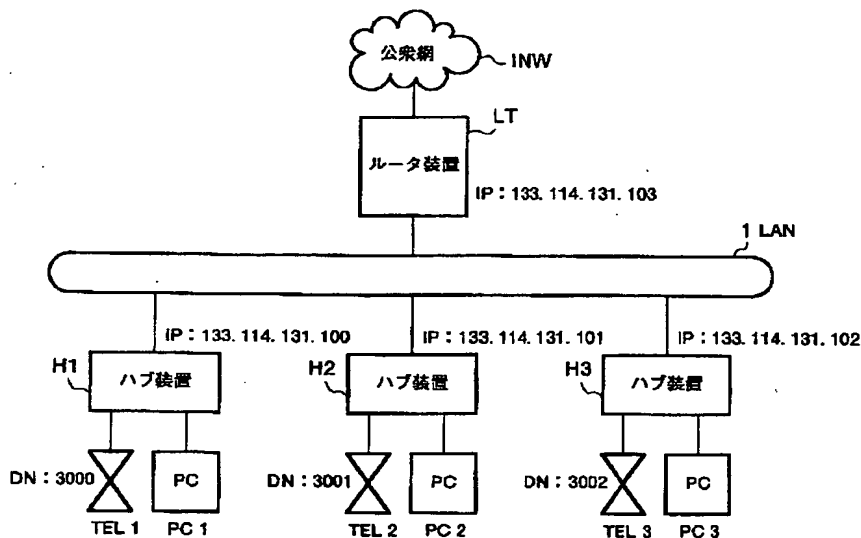 公衆網
INW
LT
ルータ装置
IP：133. 114. 131. 103
1 LAN
IP：133. 114. 131. 100
IP：133. 114. 131. 101
IP：133. 114. 131. 102
H1
ハブ装置
H2
ハブ装置
H3
ハブ装置
DN：3000
PC
DN：3001
PC
DN：3002
PC
TEL 1
PC 1
TEL 2
PC 2
TEL 3
PC 3